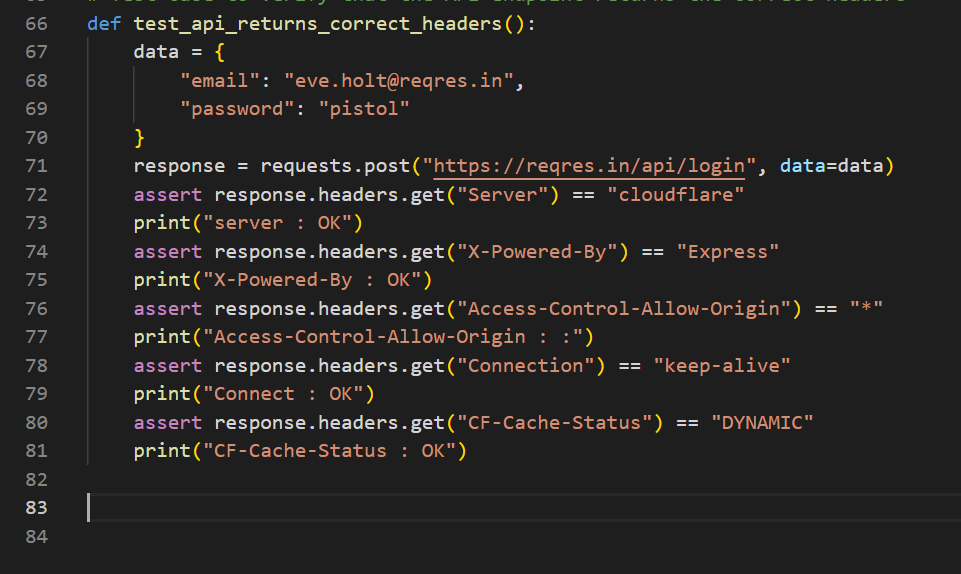 66 def test_api_returns_correct_headers():
67     data = {
68         "email": "eve.holt@reqres.in",
69         "password": "pistol"
70     }
71     response = requests.post("https://reqres.in/api/login", data=data)
72     assert response.headers.get("Server") == "cloudflare"
73     print("server : OK")
74     assert response.headers.get("X-Powered-By") == "Express"
75     print("X-Powered-By : OK")
76     assert response.headers.get("Access-Control-Allow-Origin") == "*"
77     print("Access-Control-Allow-Origin : :")
78     assert response.headers.get("Connection") == "keep-alive"
79     print("Connect : OK")
80     assert response.headers.get("CF-Cache-Status") == "DYNAMIC"
81     print("CF-Cache-Status : OK")
82
83
84